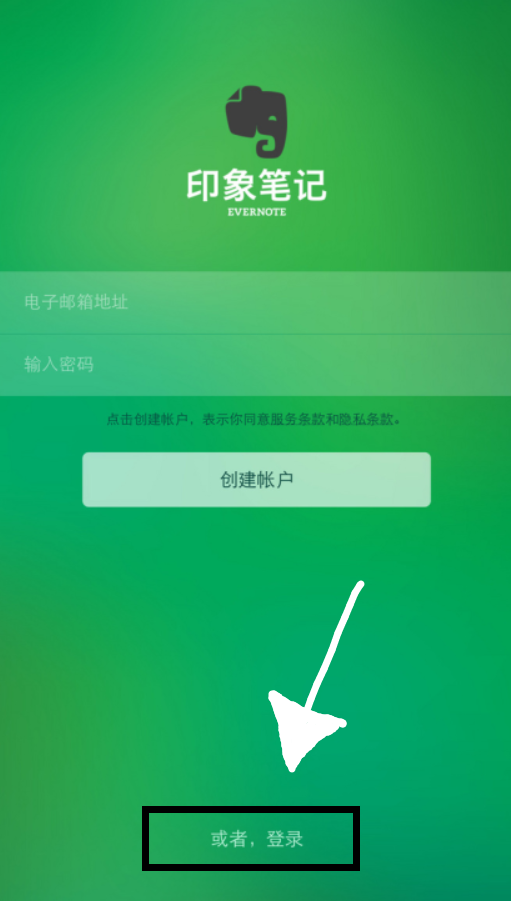 印象笔记
EVERNOTE
电子邮箱地址
输入密码
点击创建帐户，表示你同意服务条款和隐私条款。
创建帐户
或者，登录